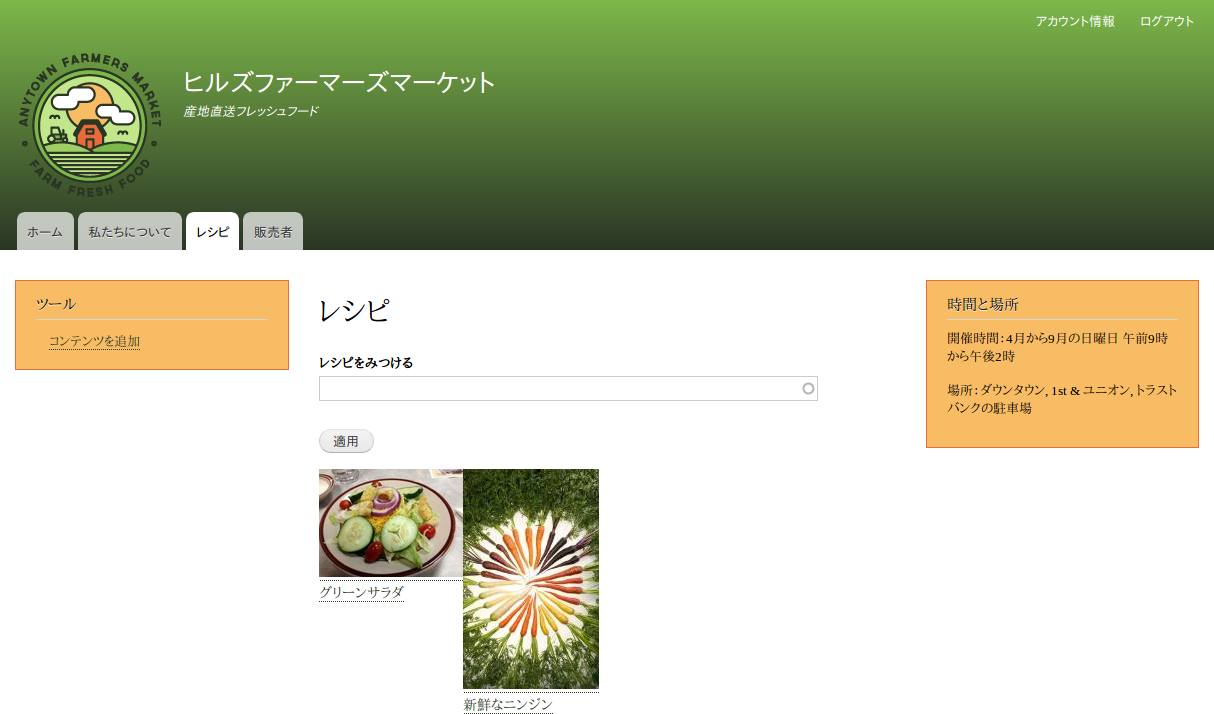 アカウント情報 ログアウト
ANYTOWN FARMERS MARKET
FARM FRESH FOOD
ヒルズファーマーズマーケット
産地直送フレッシュフード
ホーム 私たちについて レシピ 販売者
ツール
コンテンツを追加
レシピ
レシピをみつける
適用
グリーンサラダ
新鮮なニンジン
時間と場所
開催時間：4月から9月の日曜日 午前9時
から午後2時
場所：ダウンタウン, 1st & ユニオン, トラスト
バンクの駐車場